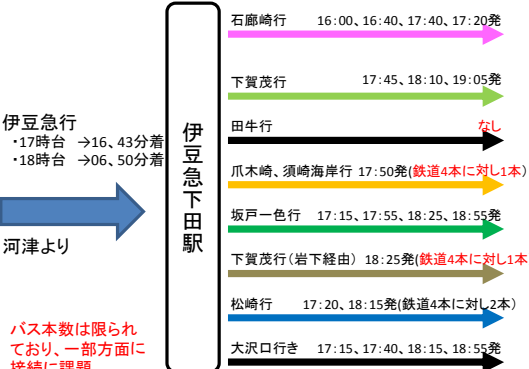 石廊崎行 16:00、16:40、17:40、17:20発
下賀茂行 17:45、18:10、19:05発
伊豆急行
・17時台 →16、43分着
・18時台 →06、50分着
河津より
伊豆急下田駅
田牛行 なし
爪木崎、須崎海岸行 17:50発(鉄道4本に対し1本)
坂戸一色行 17:15、17:55、18:25、18:55発
下賀茂行(岩下経由) 18:25発(鉄道4本に対し1本
松崎行 17:20、18:15発(鉄道4本に対し2本)
大沢口行き 17:15、17:40、18:15、18:55発
バス本数は限られ
ており、一部方面に
接続に課題